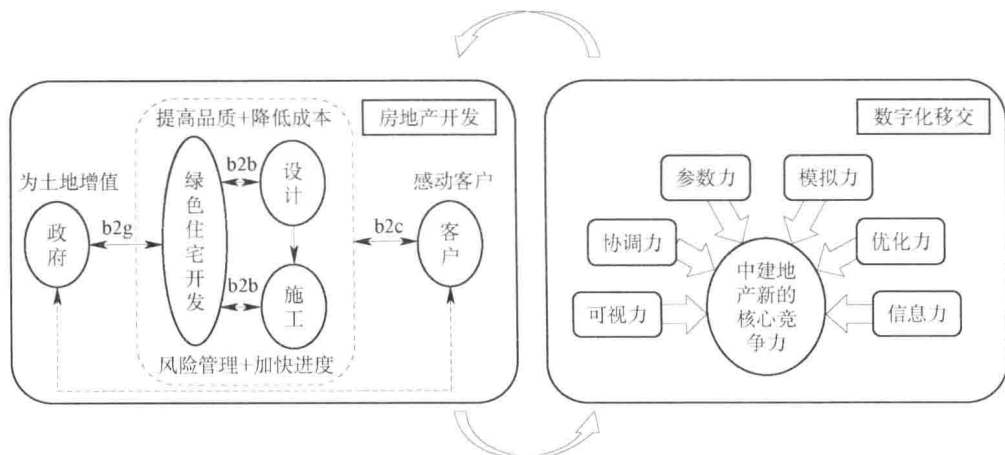 提高品质+降低成本
房地产开发
为土地增值
政府
b2g
绿色住宅开发
b2b
设计
b2b
施工
b2c
感动客户
客户
风险管理+加快进度
数字化移交
参数力
模拟力
协调力
优化力
可视力
信息力
中建地
产新的
核心竞
争力